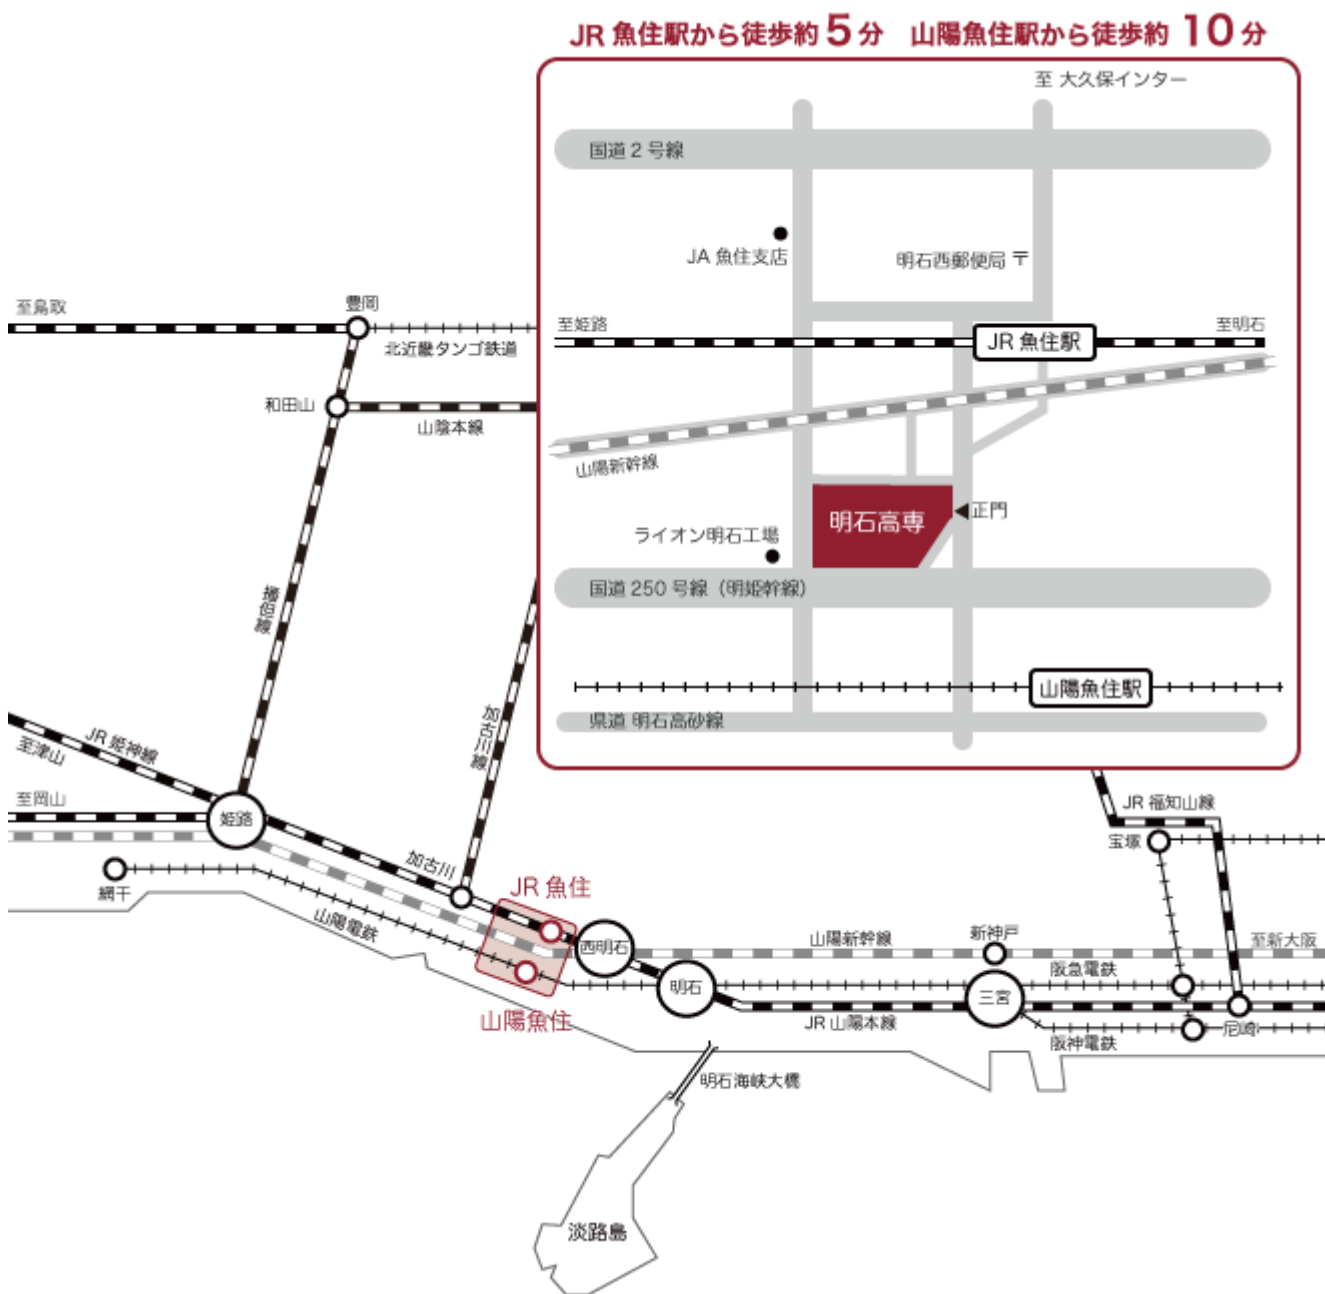 JR 魚住駅から徒歩約 5 分　山陽魚住駅から徒歩約 10 分
至 大久保インター
国道 2 号線
JA 魚住支店
明石西郵便局 〒
至姫路
JR 魚住駅
至明石
山陽新幹線
明石高専
◀正門
ライオン明石工場
国道 250 号線（明姫幹線）
山陽魚住駅
県道 明石高砂線
至鳥取
豊岡
北近畿タンゴ鉄道
和田山
山陰本線
播但線
加古川線
JR 姫神線
至津山
至岡山
姫路
加古川
網干
山陽電鉄
JR 魚住
山陽魚住
西明石
明石
山陽新幹線
新神戸
至新大阪
阪急電鉄
三宮
JR 山陽本線
阪神電鉄
JR 福知山線
宝塚
尼崎
明石海峡大橋
淡路島